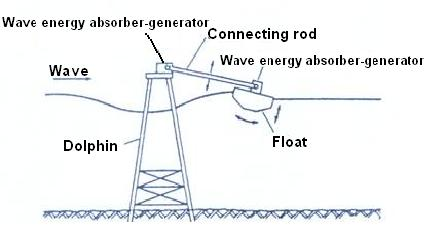 Wave energy absorber-generator
Connecting rod
Wave energy absorber-generator
Wave
Dolphin
Float